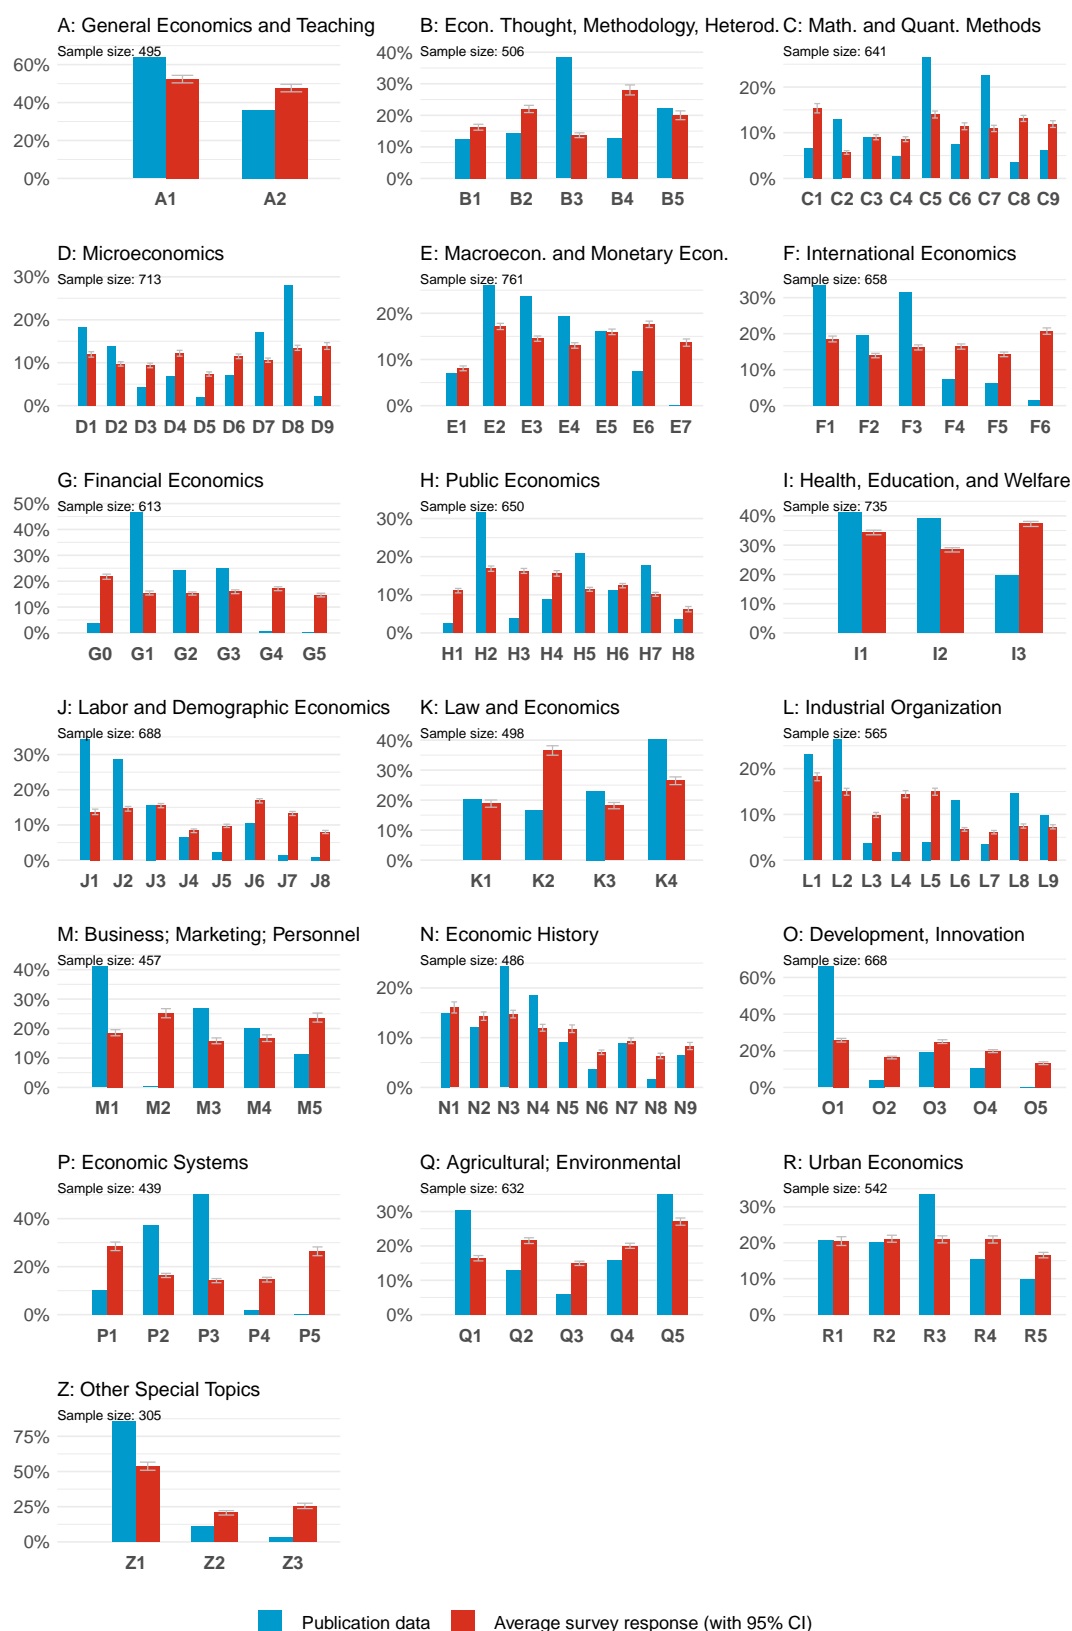 A: General Economics and Teaching
Sample size: 495
60%
40%
20%
0%
A1 A2
B: Econ. Thought, Methodology, Heterod.
Sample size: 506
40%
30%
20%
10%
0%
B1 B2 B3 B4 B5
C: Math. and Quant. Methods
Sample size: 641
20%
10%
0%
C1 C2 C3 C4 C5 C6 C7 C8 C9
D: Microeconomics
Sample size: 713
30%
20%
10%
0%
D1 D2 D3 D4 D5 D6 D7 D8 D9
E: Macroecon. and Monetary Econ.
Sample size: 761
20%
10%
0%
E1 E2 E3 E4 E5 E6 E7
F: International Economics
Sample size: 658
30%
20%
10%
0%
F1 F2 F3 F4 F5 F6
G: Financial Economics
Sample size: 613
50%
40%
30%
20%
10%
0%
G0 G1 G2 G3 G4 G5
H: Public Economics
Sample size: 650
30%
20%
10%
0%
H1 H2 H3 H4 H5 H6 H7 H8
I: Health, Education, and Welfare
Sample size: 735
40%
30%
20%
10%
0%
I1 I2 I3
J: Labor and Demographic Economics
Sample size: 688
30%
20%
10%
0%
J1 J2 J3 J4 J5 J6 J7 J8
K: Law and Economics
Sample size: 498
40%
30%
20%
10%
0%
K1 K2 K3 K4
L: Industrial Organization
Sample size: 565
20%
10%
0%
L1 L2 L3 L4 L5 L6 L7 L8 L9
M: Business; Marketing; Personnel
Sample size: 457
40%
30%
20%
10%
0%
M1 M2 M3 M4 M5
N: Economic History
Sample size: 486
20%
10%
0%
N1 N2 N3 N4 N5 N6 N7 N8 N9
O: Development, Innovation
Sample size: 668
60%
40%
20%
0%
O1 O2 O3 O4 O5
P: Economic Systems
Sample size: 439
40%
20%
0%
P1 P2 P3 P4 P5
Q: Agricultural; Environmental
Sample size: 632
30%
20%
10%
0%
Q1 Q2 Q3 Q4 Q5
R: Urban Economics
Sample size: 542
30%
20%
10%
0%
R1 R2 R3 R4 R5
Z: Other Special Topics
Sample size: 305
75%
50%
25%
0%
Z1 Z2 Z3
Publication data
Average survey response (with 95% CI)